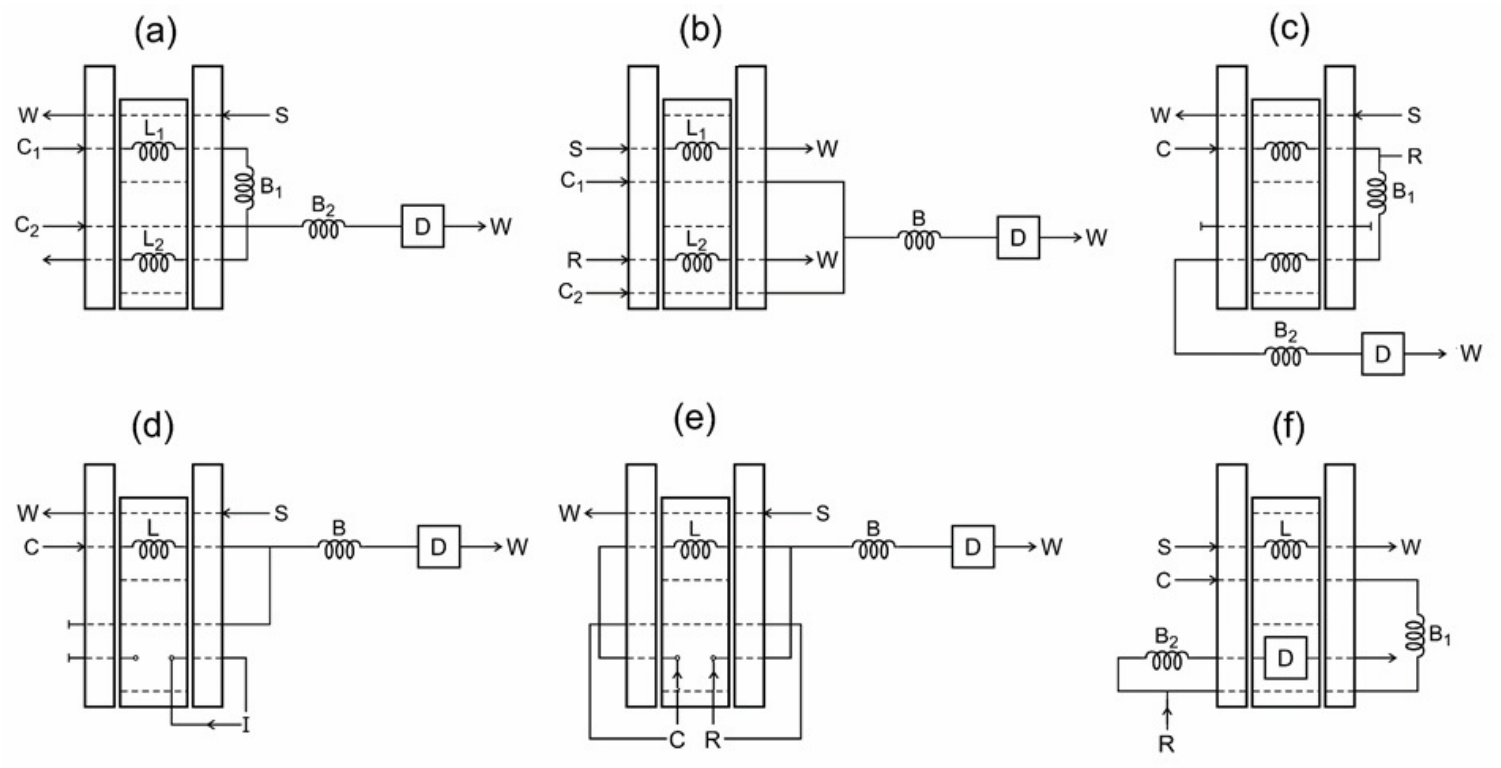 (a)
W S
L₁
C₁
B₁
B₂
C₂ D W
L₂
(b)
L₁
S W
C₁
B
D W
L₂
R W
C₂
(c)
W S
C R
B₁
B₂
D W
(d)
W S
L B
C D W
I
(e)
W S
L B
D W
C R
(f)
L
S W
C
B₂ B₁
D
R